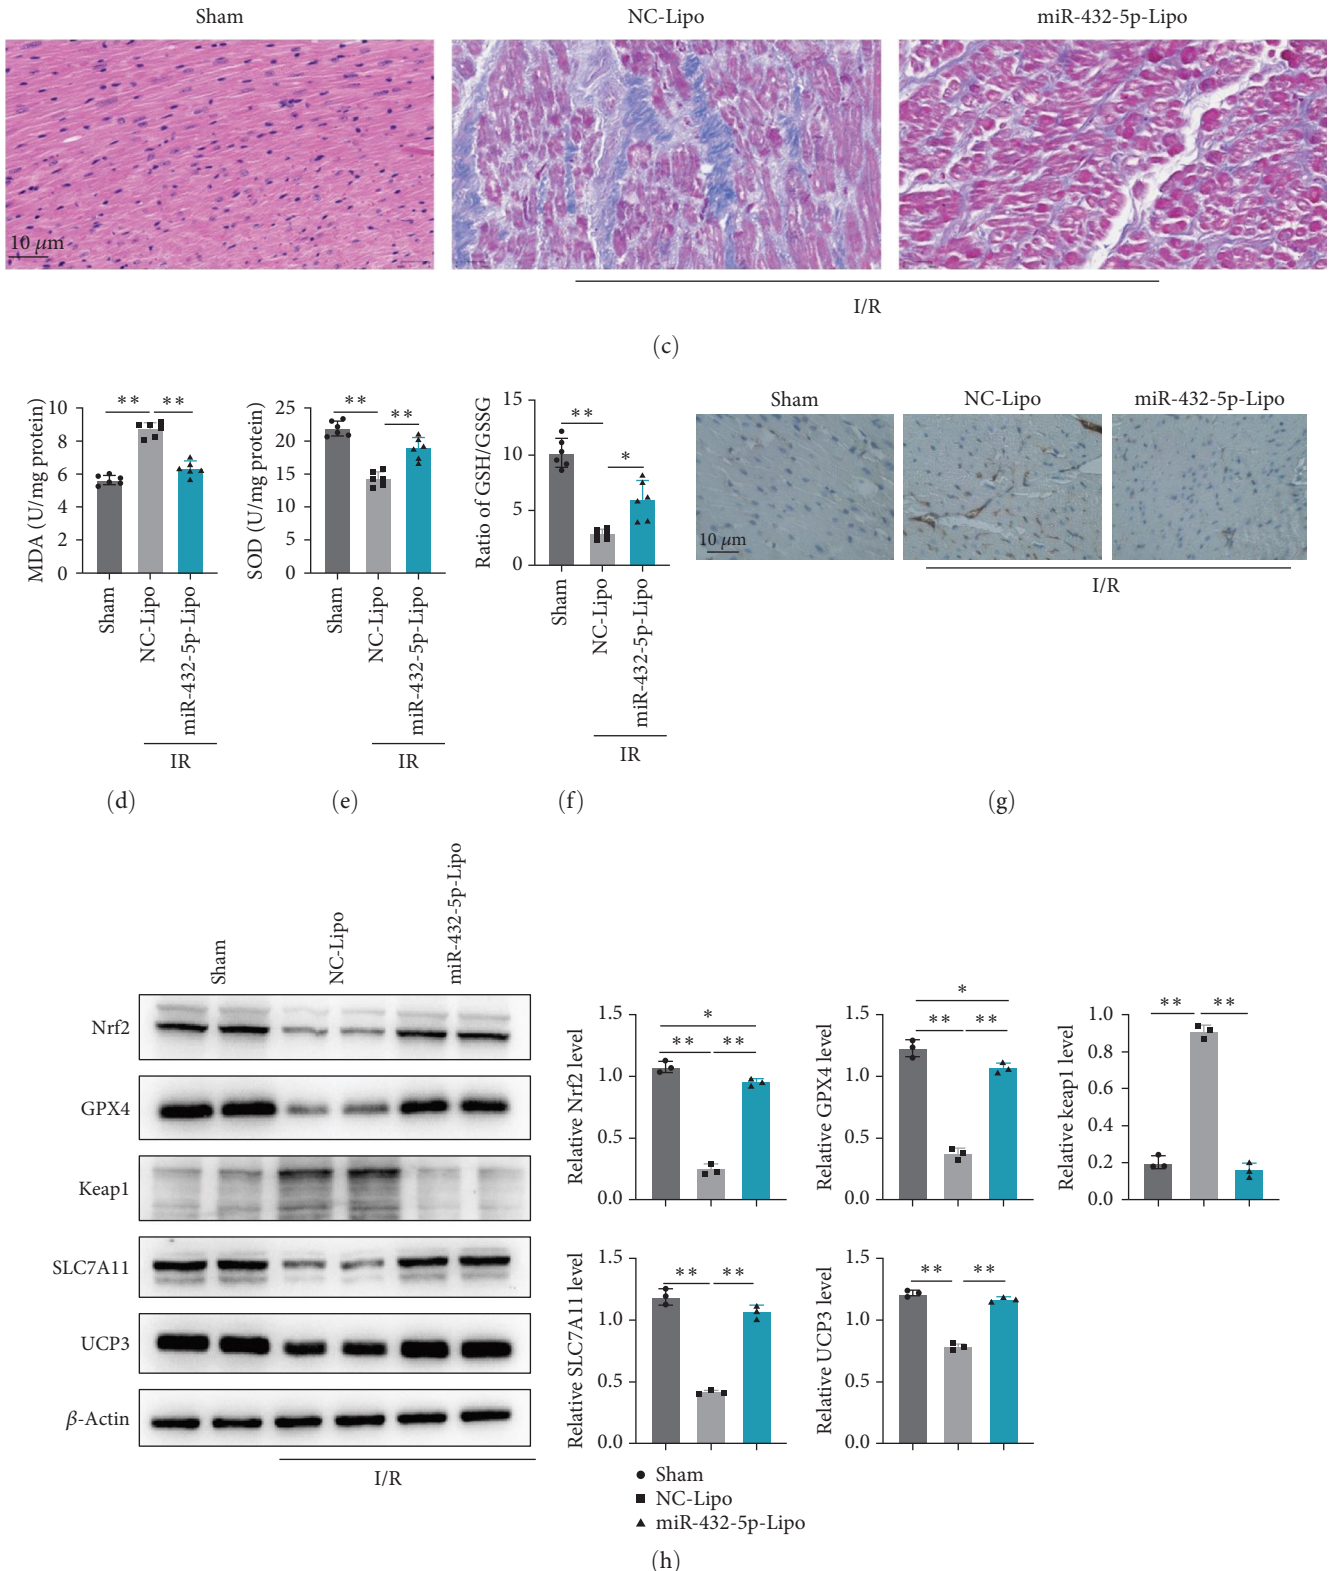 Sham NC-Lipo miR-432-5p-Lipo
10 μm
I/R
(c)
MDA (U/mg protein)
10
8
6
4
2
0
** **
Sham
NC-Lipo
miR-432-5p-Lipo
IR
(d)
SOD (U/mg protein)
25
20
15
10
5
0
** **
Sham
NC-Lipo
miR-432-5p-Lipo
IR
(e)
Ratio of GSH/GSSG
15
10
5
0
** *
Sham
NC-Lipo
miR-432-5p-Lipo
IR
(f)
Sham NC-Lipo miR-432-5p-Lipo
10 μm
I/R
(g)
Sham
NC-Lipo
miR-432-5p-Lipo
Nrf2
GPX4
Keap1
SLC7A11
UCP3
β-Actin
I/R
Relative Nrf2 level
1.5
1.0
0.5
0.0
*
** **
Relative GPX4 level
1.5
1.0
0.5
0.0
*
** **
Relative keap1 level
1.0
0.8
0.6
0.4
0.2
0.0
** **
Relative SLC7A11 level
1.5
1.0
0.5
0.0
** **
Relative UCP3 level
1.5
1.0
0.5
0.0
** **
Sham
NC-Lipo
miR-432-5p-Lipo
(h)